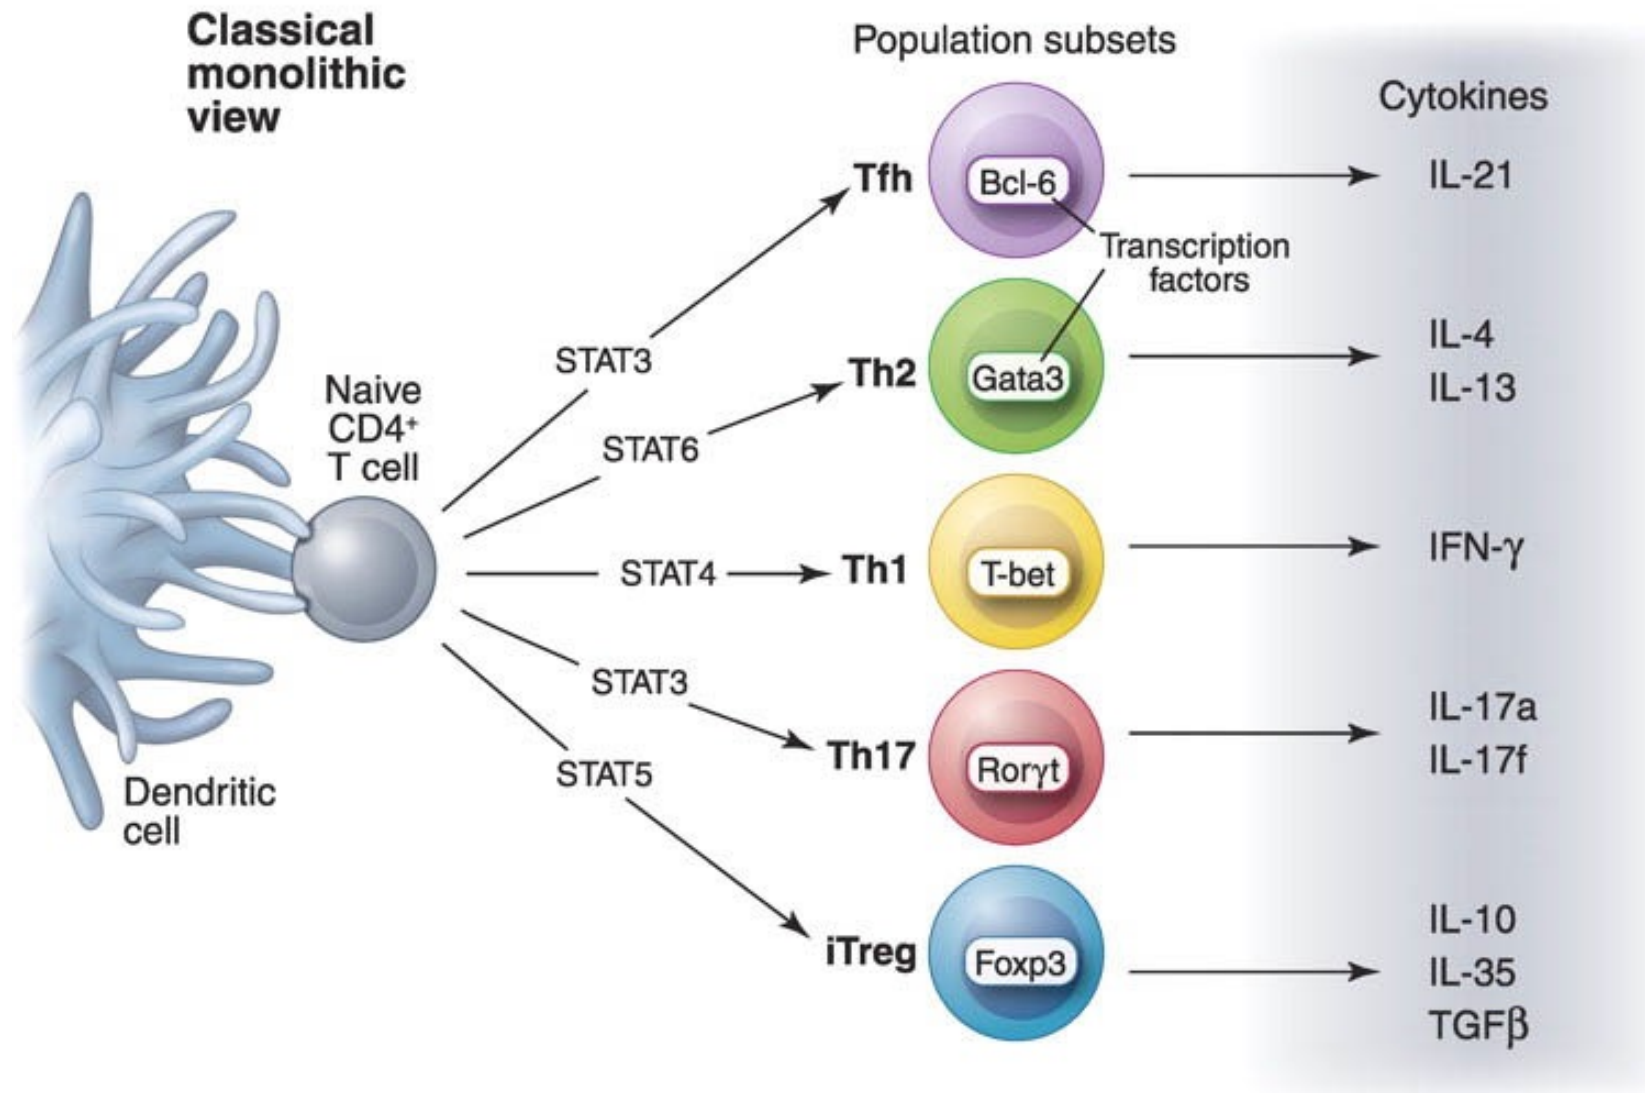 Classical
monolithic
view
Population subsets
Cytokines
Tfh
Bcl-6
IL-21
Transcription
factors
STAT3
Th2
Gata3
IL-4
IL-13
Naive
CD4⁺
T cell
STAT6
STAT4
Th1
T-bet
IFN-γ
STAT3
Th17
Rorγt
IL-17a
IL-17f
STAT5
Dendritic
cell
iTreg
Foxp3
IL-10
IL-35
TGFβ